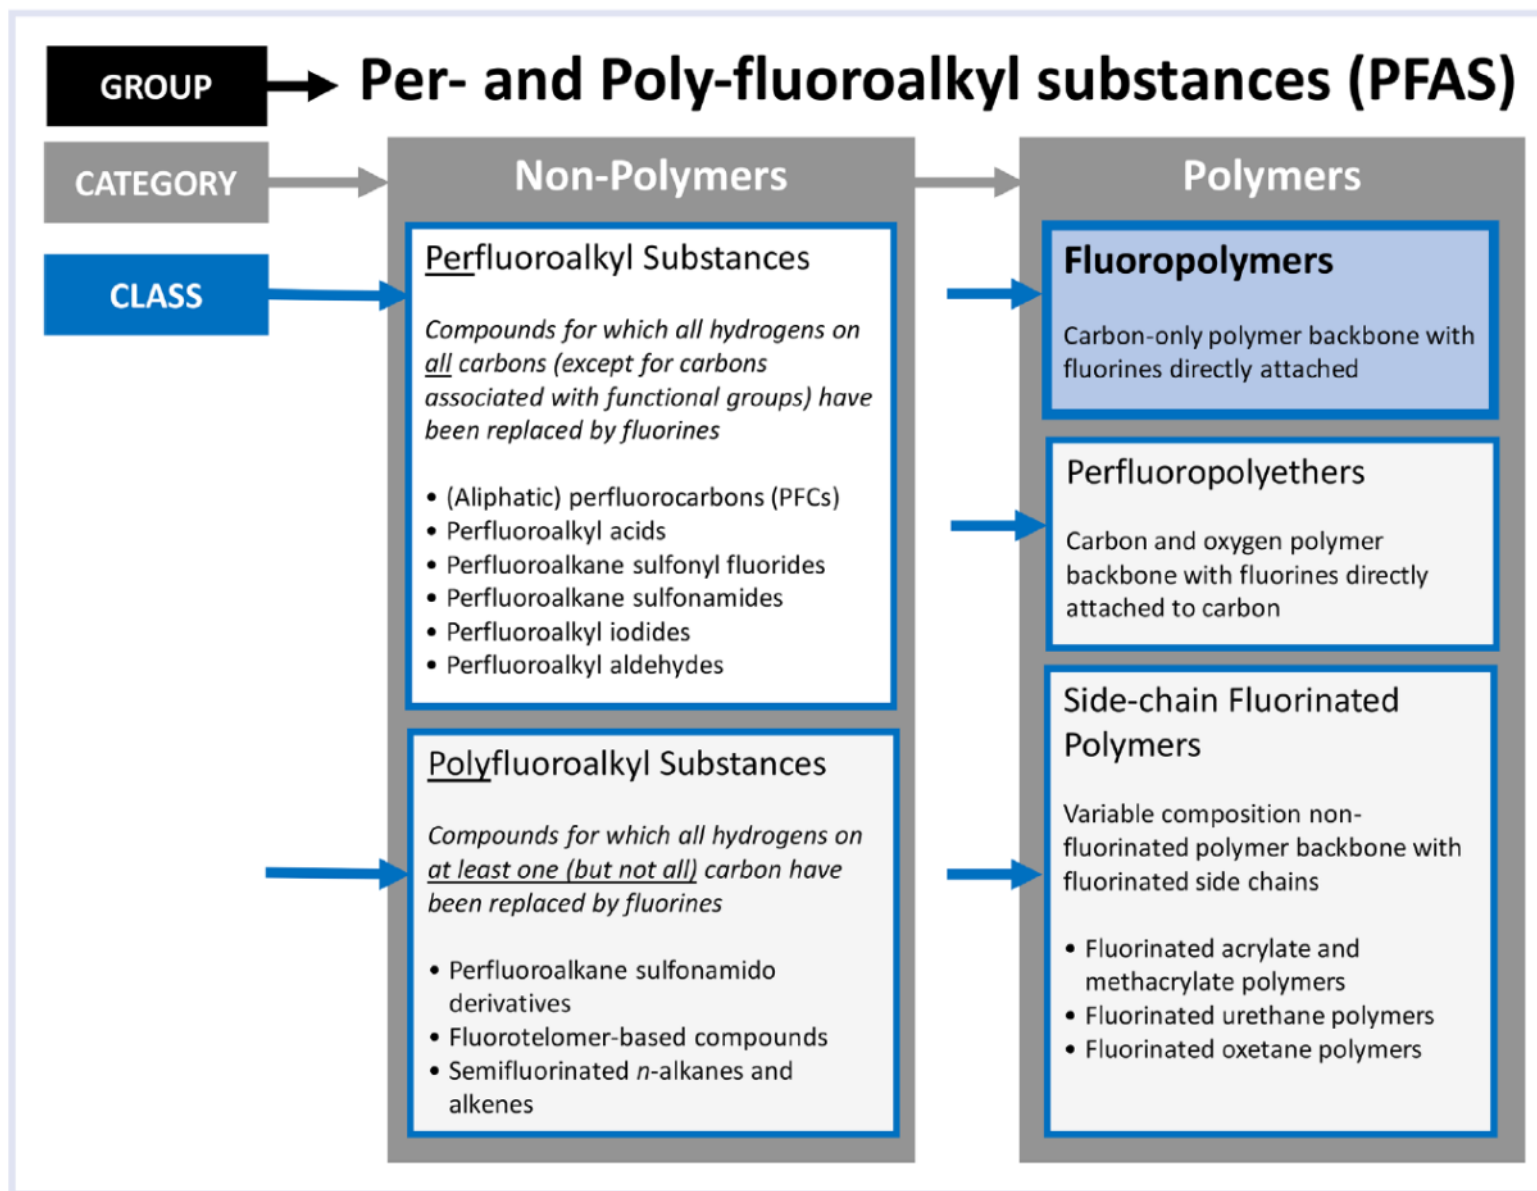 GROUP
Per- and Poly-fluoroalkyl substances (PFAS)
CATEGORY
Non-Polymers
Polymers
CLASS
Perfluoroalkyl Substances
Compounds for which all hydrogens on
all carbons (except for carbons
associated with functional groups) have
been replaced by fluorines
• (Aliphatic) perfluorocarbons (PFCs)
• Perfluoroalkyl acids
• Perfluoroalkane sulfonyl fluorides
• Perfluoroalkane sulfonamides
• Perfluoroalkyl iodides
• Perfluoroalkyl aldehydes
Polyfluoroalkyl Substances
Compounds for which all hydrogens on
at least one (but not all) carbon have
been replaced by fluorines
• Perfluoroalkane sulfonamido
derivatives
• Fluorotelomer-based compounds
• Semifluorinated n-alkanes and
alkenes
Fluoropolymers
Carbon-only polymer backbone with
fluorines directly attached
Perfluoropolyethers
Carbon and oxygen polymer
backbone with fluorines directly
attached to carbon
Side-chain Fluorinated
Polymers
Variable composition non-
fluorinated polymer backbone with
fluorinated side chains
• Fluorinated acrylate and
methacrylate polymers
• Fluorinated urethane polymers
• Fluorinated oxetane polymers